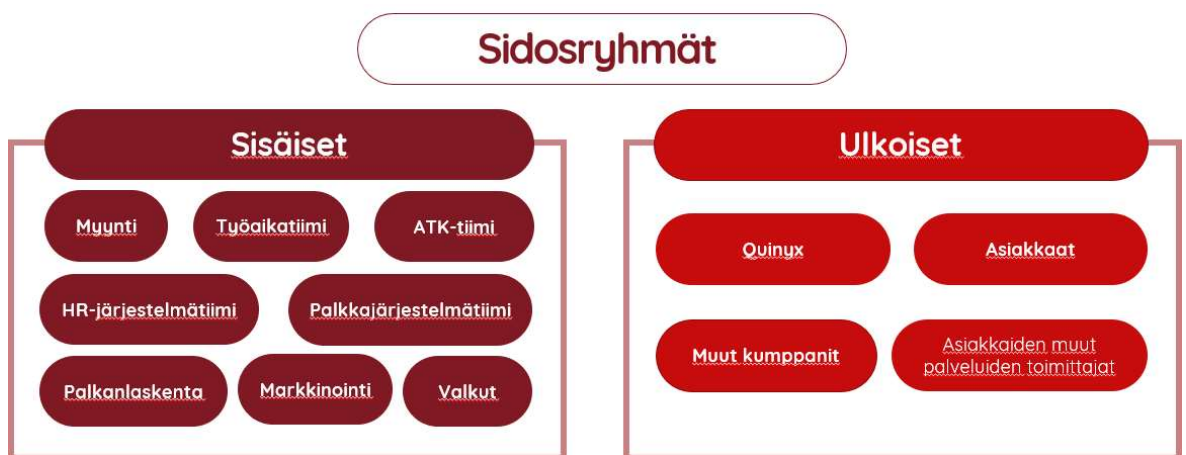 Sidosryhmät
Sisäiset
Myynti
Työaikatiimi
ATK-tiimi
HR-järjestelmätiimi
Palkkajärjestelmätiimi
Palkanlaskenta
Markkinointi
Valkut
Ulkoiset
Quinyx
Asiakkaat
Muut kumppanit
Asiakkaiden muut
palveluiden toimittajat